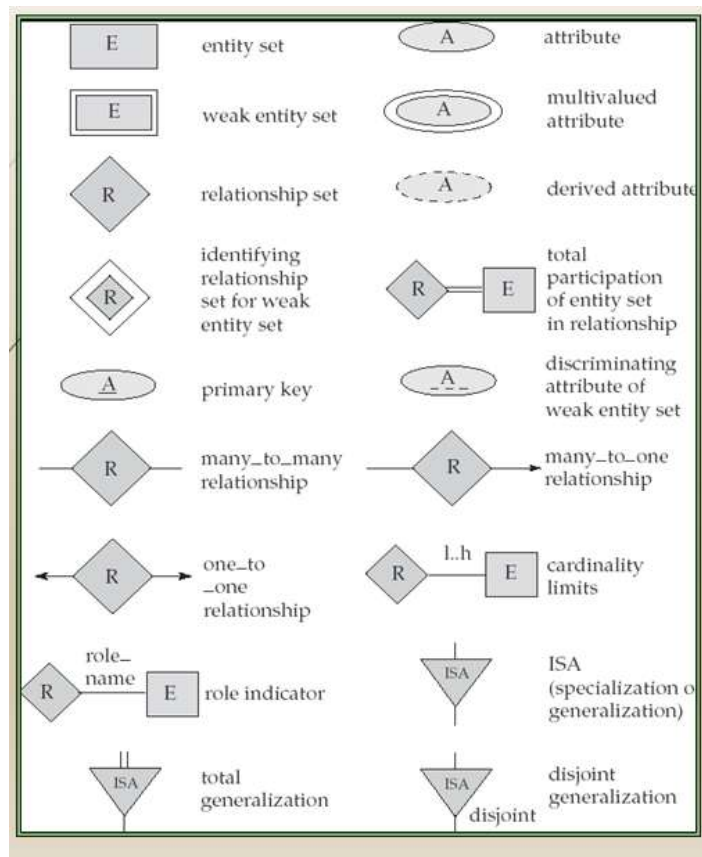 E
entity set
A
attribute
E
weak entity set
A
multivalued
attribute
R
relationship set
A
derived attribute
R
identifying
relationship
set for weak
entity set
R
E
total
participation
of entity set
in relationship
A
primary key
A
discriminating
attribute of
weak entity set
R
many_to_many
relationship
R
many_to_one
relationship
R
one_to
_one
relationship
R
l..h
E
cardinality
limits
R
role_
name
E
role indicator
ISA
ISA
(specialization o
generalization)
ISA
total
generalization
ISA
disjoint
disjoint
generalization